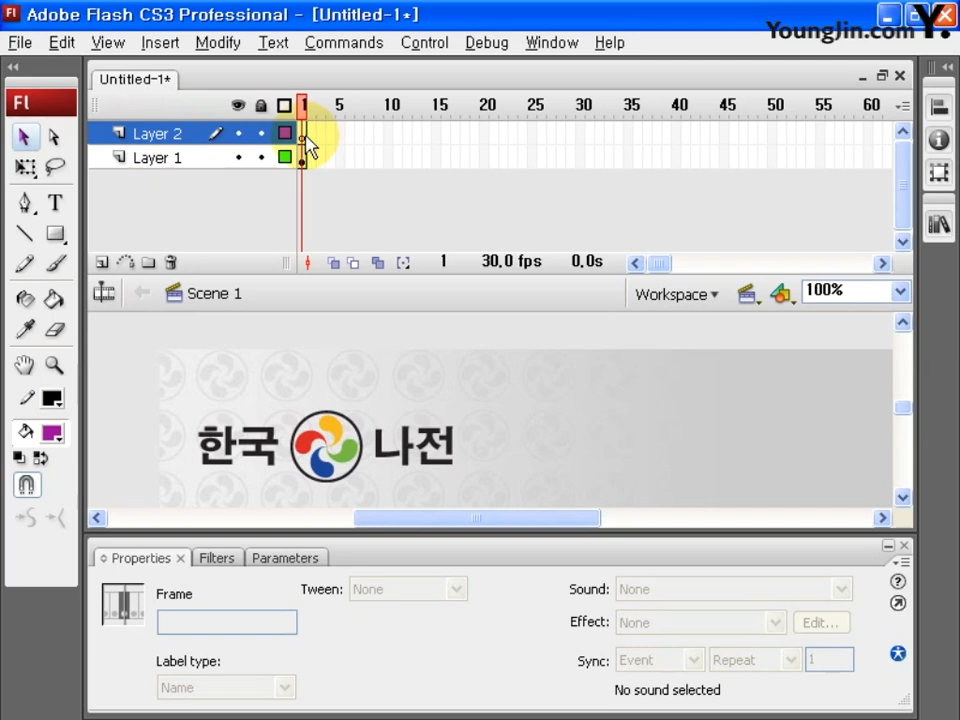 Fl Adobe Flash CS3 Professional - [Untitled-1*]
YoungJin.com Y.
File Edit View Insert Modify Text Commands Control Debug Window Help
Untitled-1*
Fl
1 5 10 15 20 25 30 35 40 45 50 55 60
Layer 2
Layer 1
1 30.0 fps 0.0s
Scene 1
Workspace
100%
한국 나전
Properties Filters Parameters
Frame
Tween: None
Sound: None
Effect: None Edit...
Label type:
Sync: Event Repeat 1
Name
No sound selected